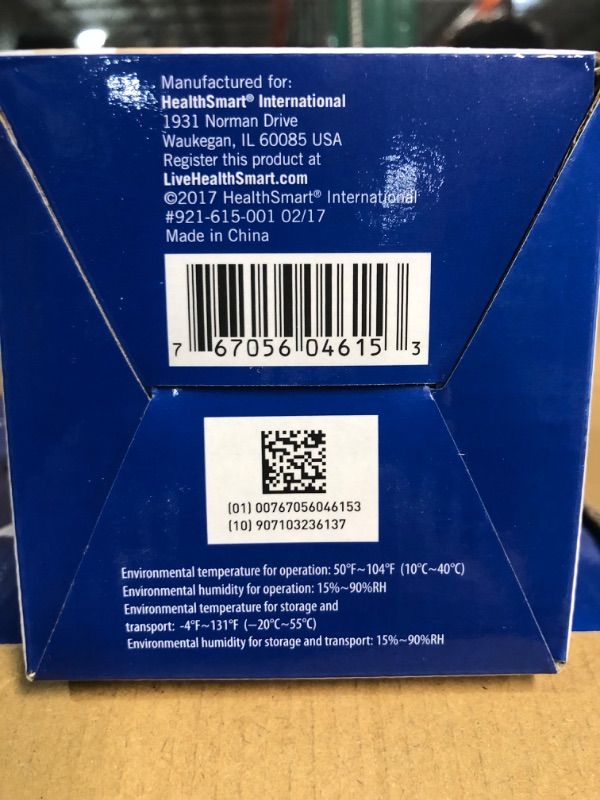 Manufactured for:
HealthSmart® International
1931 Norman Drive
Waukegan, IL 60085 USA
Register this product at
LiveHealthSmart.com
©2017 HealthSmart® International
#921-615-001 02/17
Made in China
7 67056 04615 3
(01) 00767056046153
(10) 907103236137
Environmental temperature for operation: 50°F~104°F (10°C~40°C)
Environmental humidity for operation: 15%~90%RH
Environmental temperature for storage and
transport: -4°F~131°F (−20°C~55°C)
Environmental humidity for storage and transport: 15%~90%RH